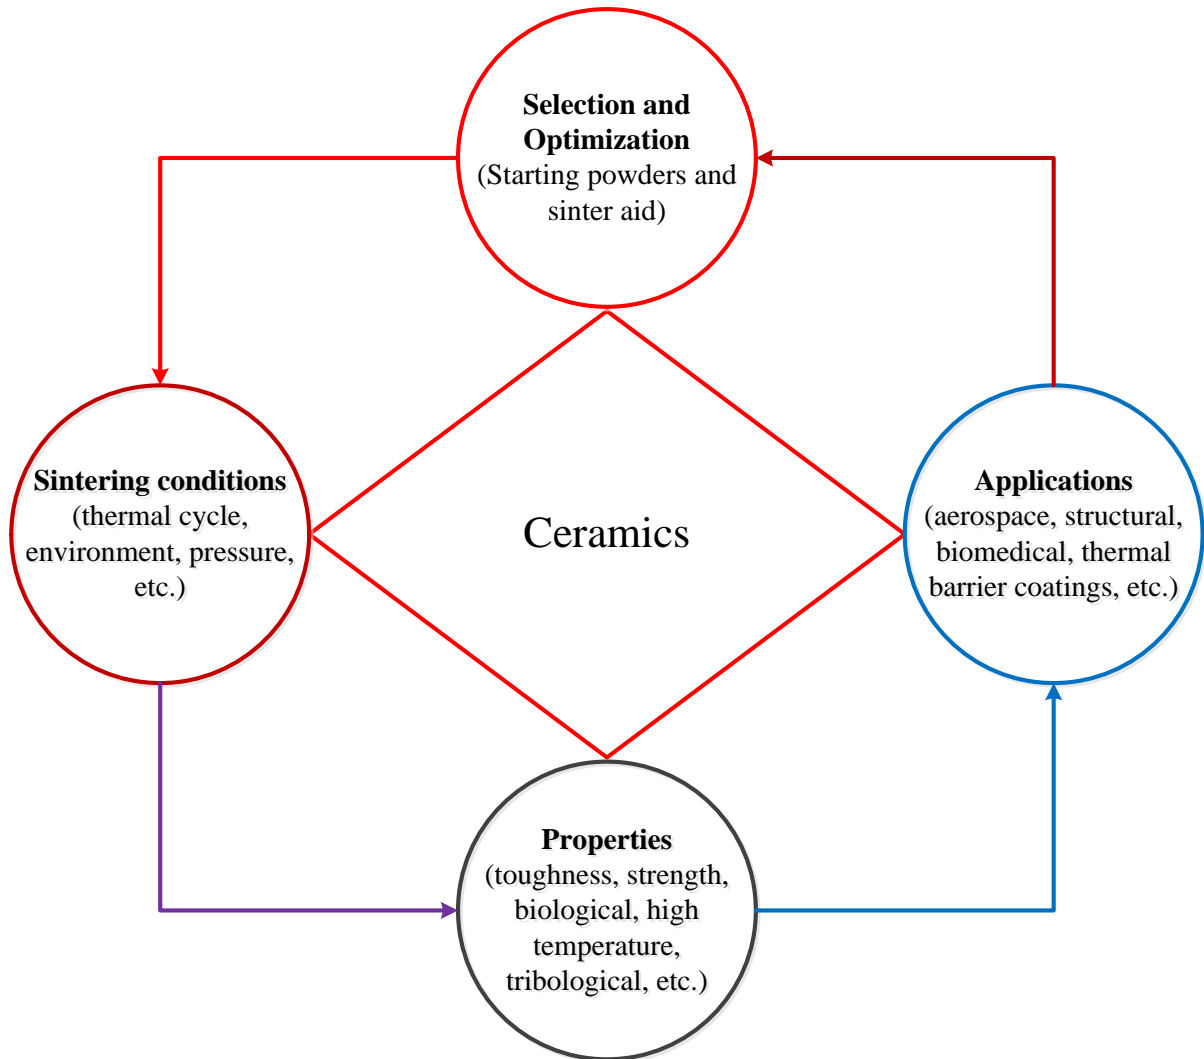 Selection and
Optimization
(Starting powders and
sinter aid)
Sintering conditions
(thermal cycle,
environment, pressure,
etc.)
Ceramics
Applications
(aerospace, structural,
biomedical, thermal
barrier coatings, etc.)
Properties
(toughness, strength,
biological, high
temperature,
tribological, etc.)